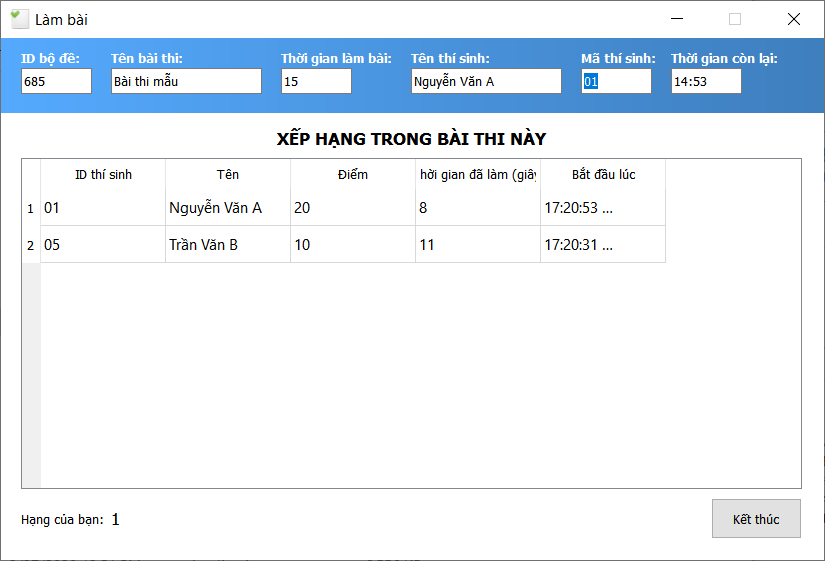 Làm bài
ID bộ đề: Tên bài thi: Thời gian làm bài: Tên thí sinh: Mã thí sinh: Thời gian còn lại:
685 Bài thi mẫu 15 Nguyễn Văn A 01 14:53
XẾP HẠNG TRONG BÀI THI NÀY
ID thí sinh Tên Điểm hời gian đã làm (giây Bắt đầu lúc
1 01 Nguyễn Văn A 20 8 17:20:53 ...
2 05 Trần Văn B 10 11 17:20:31 ...
Hạng của bạn: 1
Kết thúc